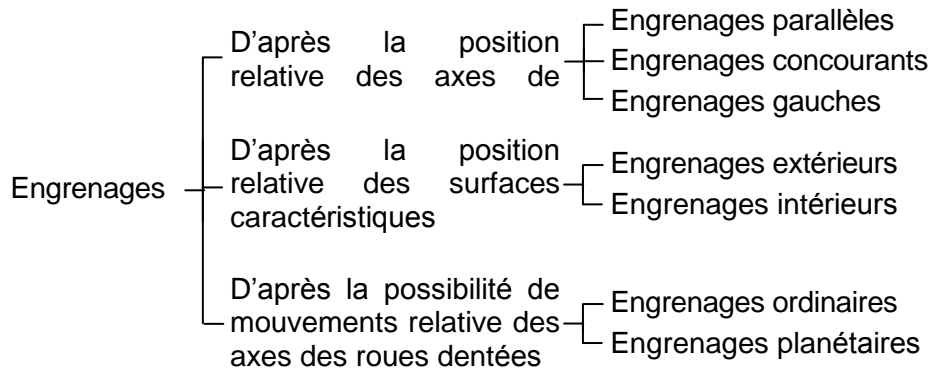 Engrenages
D'après la position
relative des axes de
Engrenages parallèles
Engrenages concourants
Engrenages gauches
D'après la position
relative des surfaces
caractéristiques
Engrenages extérieurs
Engrenages intérieurs
D'après la possibilité de
mouvements relative des
axes des roues dentées
Engrenages ordinaires
Engrenages planétaires